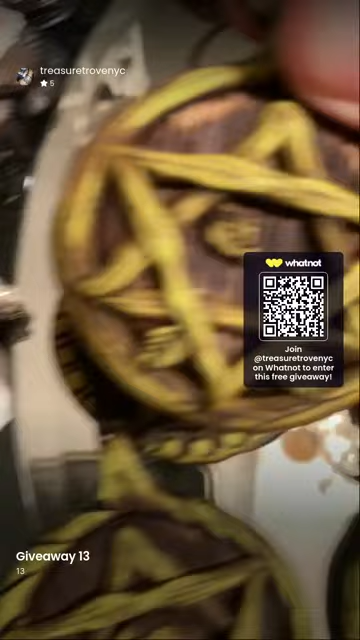 treasuretrovenyc
★ 5
whatnot
Join
@treasuretrovenyc
on Whatnot to enter
this free giveaway!
Giveaway 13
13